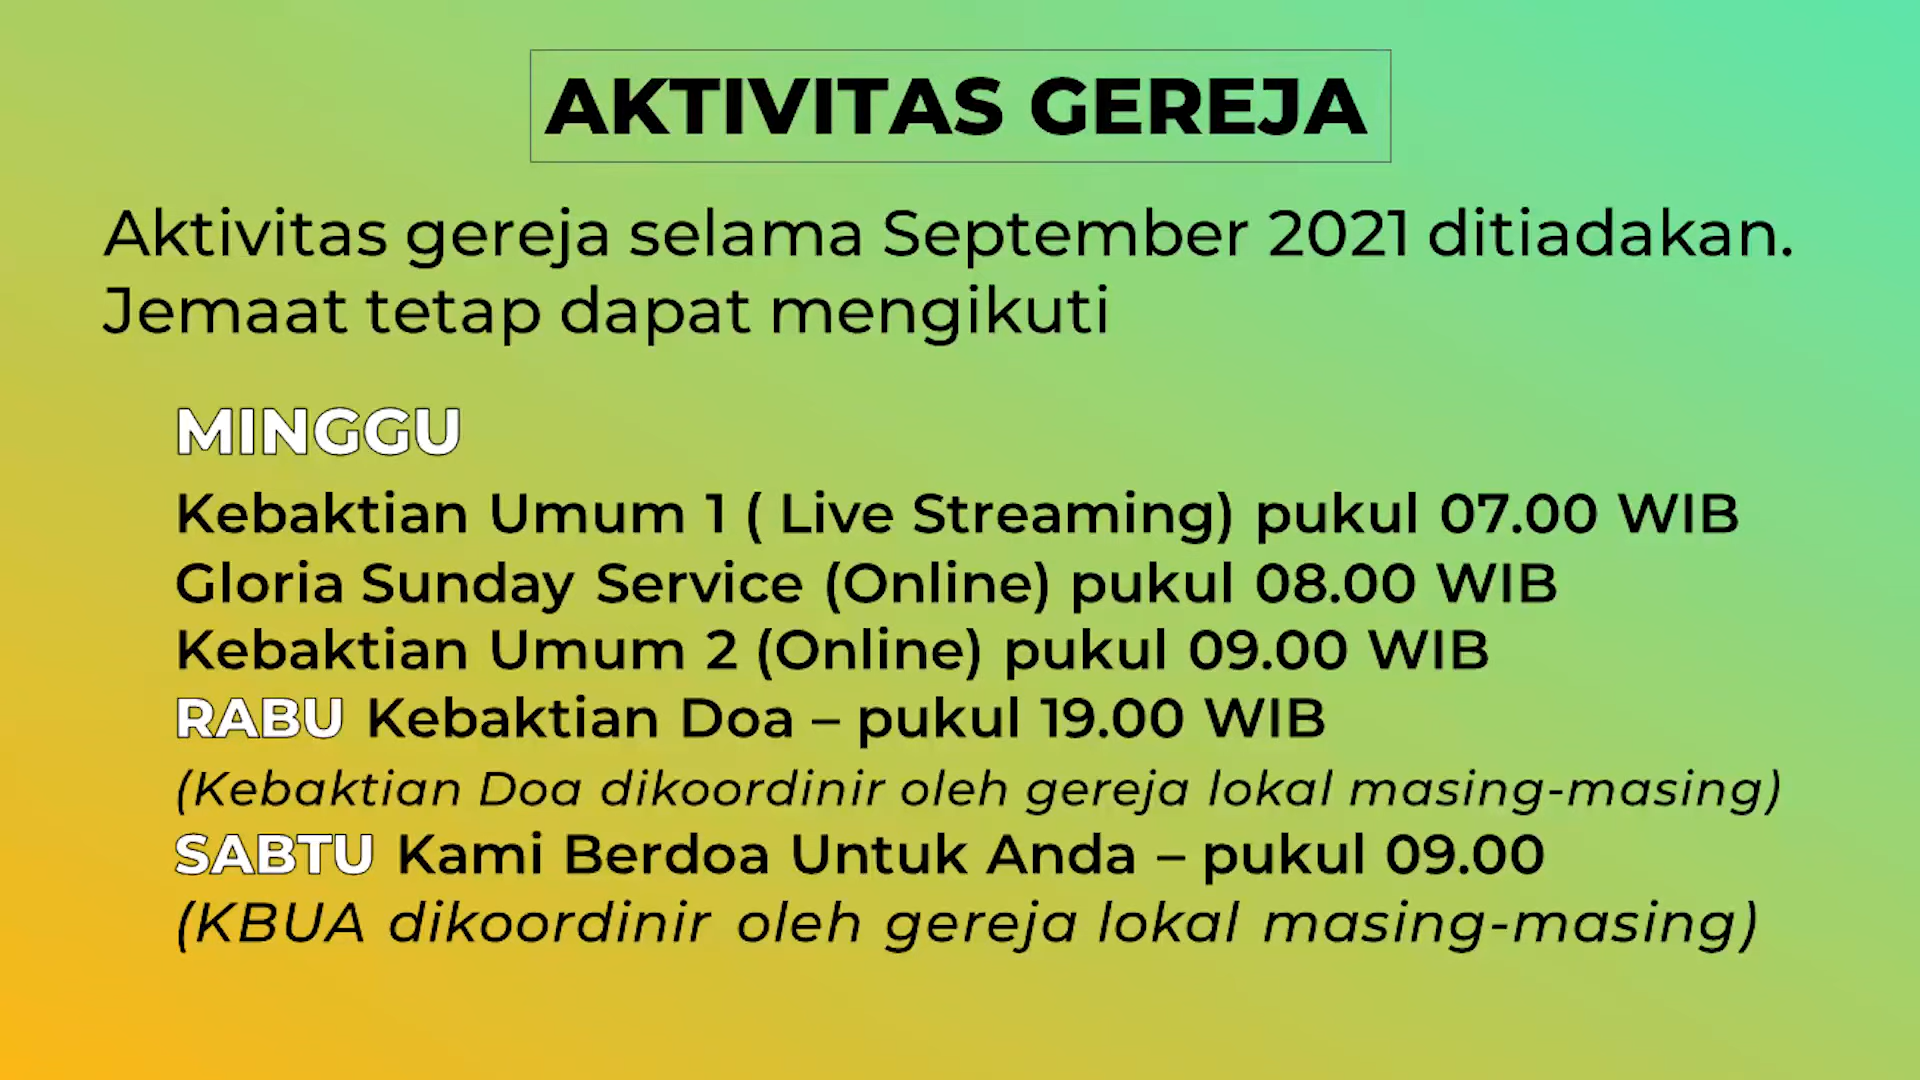 AKTIVITAS GEREJA
Aktivitas gereja selama September 2021 ditiadakan.
Jemaat tetap dapat mengikuti
MINGGU
Kebaktian Umum 1 ( Live Streaming) pukul 07.00 WIB
Gloria Sunday Service (Online) pukul 08.00 WIB
Kebaktian Umum 2 (Online) pukul 09.00 WIB
RABU Kebaktian Doa – pukul 19.00 WIB
(Kebaktian Doa dikoordinir oleh gereja lokal masing-masing)
SABTU Kami Berdoa Untuk Anda – pukul 09.00
(KBUA dikoordinir oleh gereja lokal masing-masing)